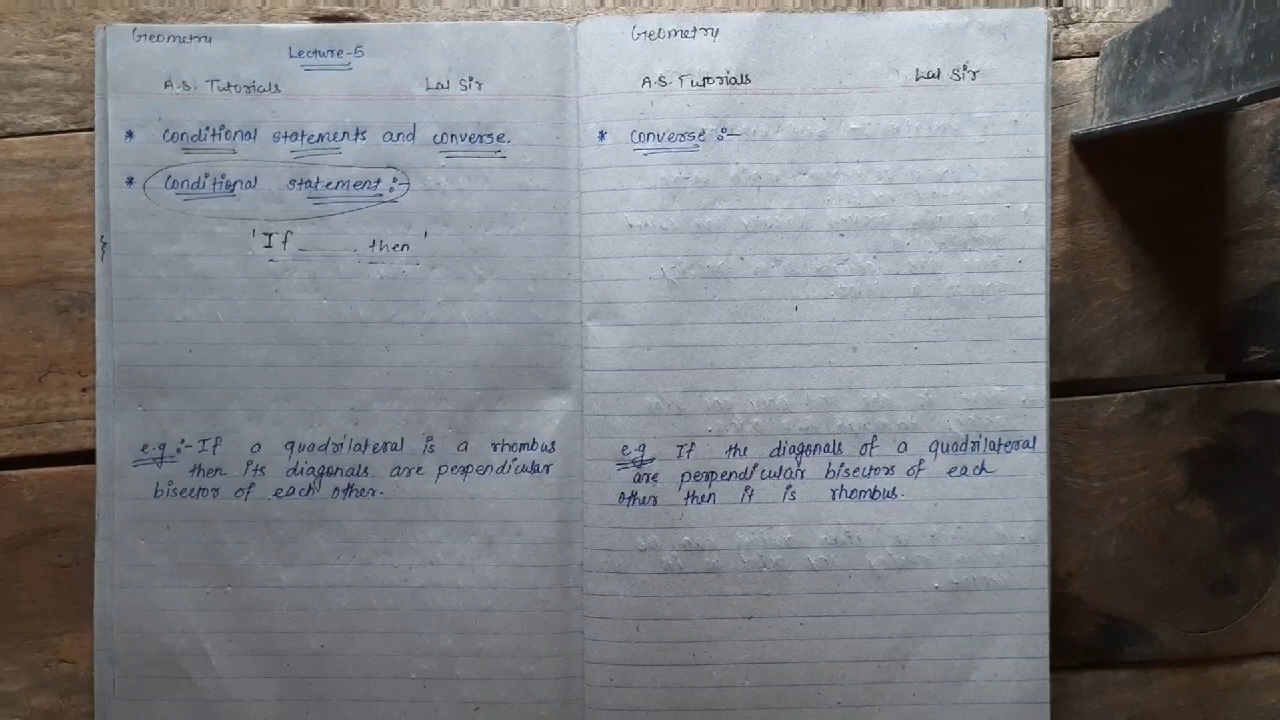 Geometry
Lecture-5
A.S. Tutorials Lal Sir
* Conditional statements and converse.
* Conditional statement :-
'If ____ then'
e.g :- If a quadrilateral is a rhombus
then its diagonals are perpendicular
bisector of each other.
Geometry
A.S. Tutorials Lal Sir
* Converse :-
e.g If the diagonals of a quadrilateral
are perpendicular bisectors of each
other then it is rhombus.